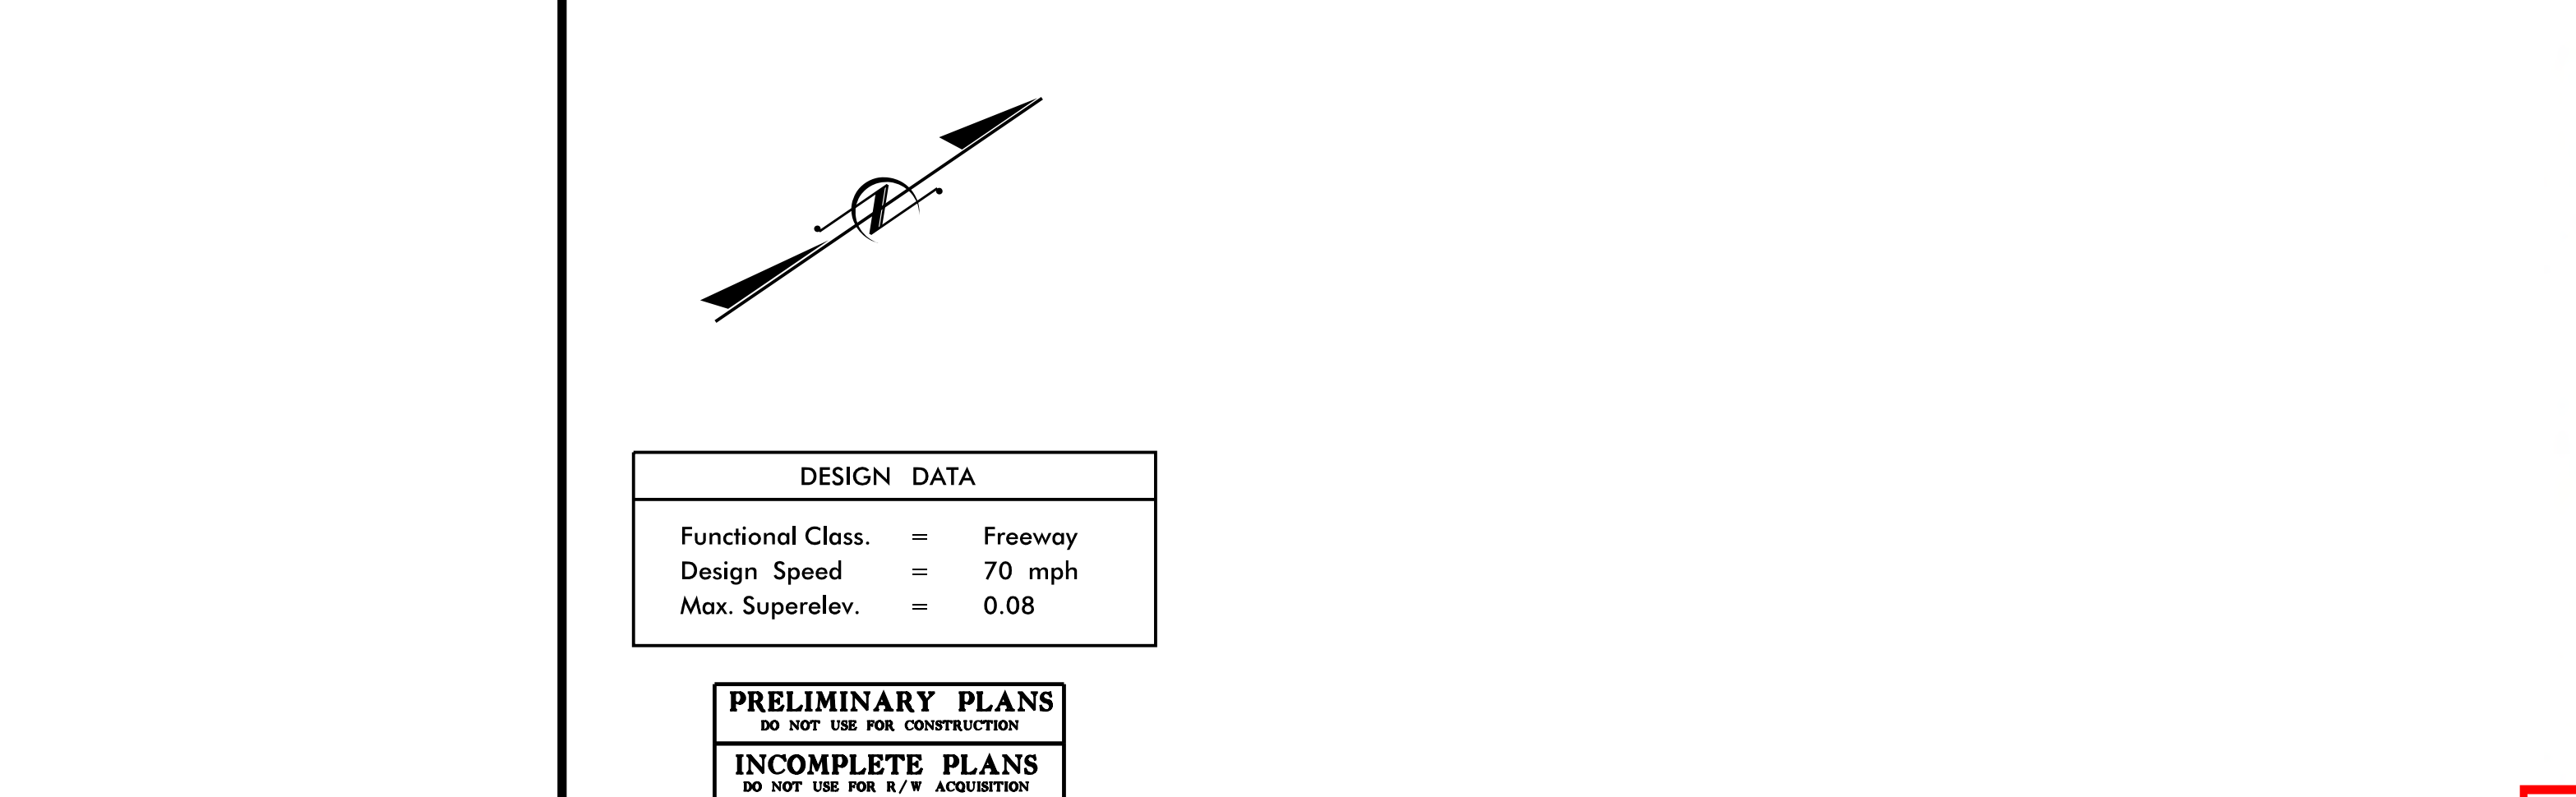 N
DESIGN DATA
Functional Class. = Freeway
Design Speed = 70 mph
Max. Superelev. = 0.08
PRELIMINARY PLANS
DO NOT USE FOR CONSTRUCTION
INCOMPLETE PLANS
DO NOT USE FOR R/W ACQUISITION